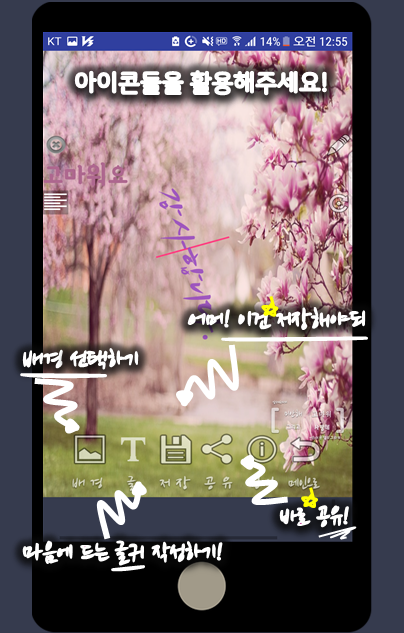 KT 14% 오전 12:55
아이콘들을 활용해주세요!
고마워요
감사합니다.
어머! 이건 저장해야되
배경 선택하기
배경 글 저장 공유 메인으로
바로 공유!
마음에 드는 글귀 작성하기!